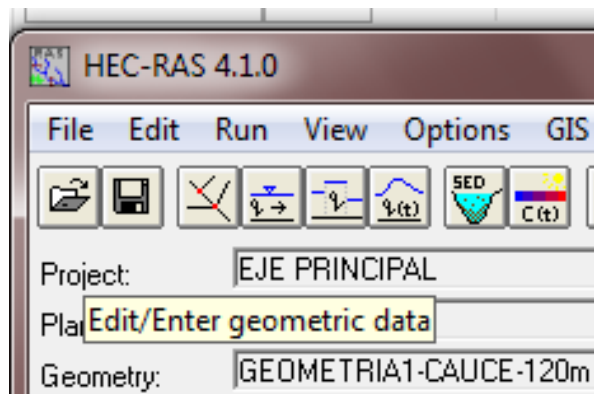 HEC-RAS 4.1.0
File Edit Run View Options GIS
SED
q(t) C(t)
Project: EJE PRINCIPAL
Edit/Enter geometric data
Geometry: GEOMETRIA1-CAUCE-120m